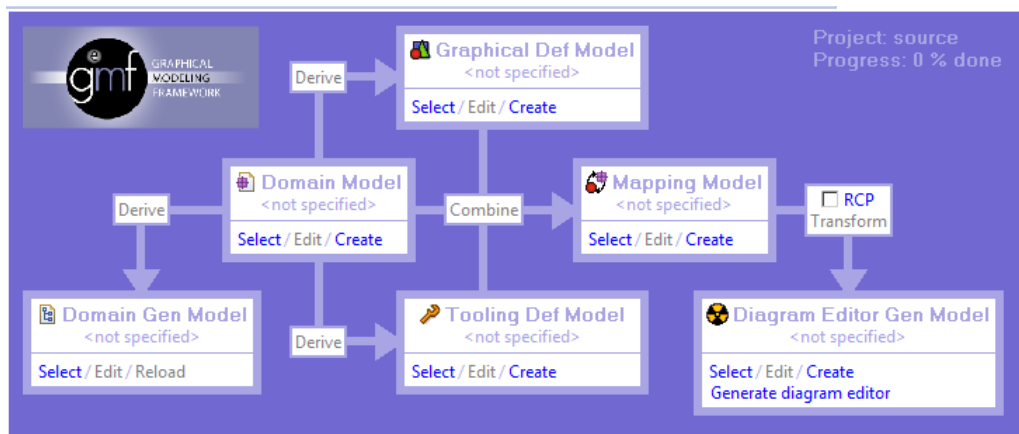 gmf
e
GRAPHICAL
MODELING
FRAMEWORK
Project: source
Progress: 0 % done
Graphical Def Model
<not specified>
Select / Edit / Create
Derive
Domain Model
<not specified>
Select / Edit / Create
Derive
Combine
Mapping Model
<not specified>
Select / Edit / Create
RCP
Transform
Domain Gen Model
<not specified>
Select / Edit / Reload
Derive
Tooling Def Model
<not specified>
Select / Edit / Create
Diagram Editor Gen Model
<not specified>
Select / Edit / Create
Generate diagram editor